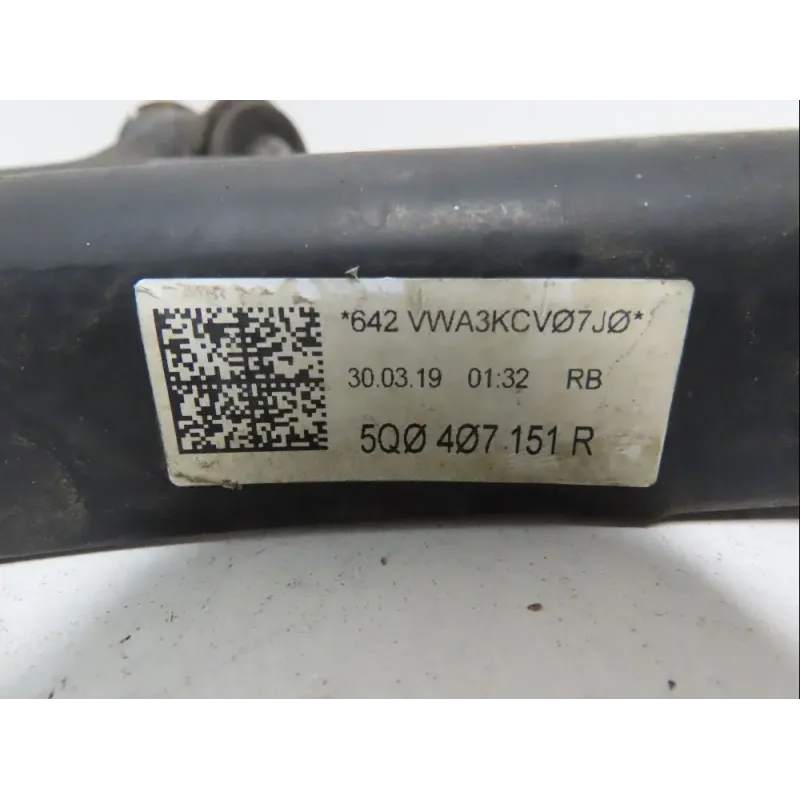 *642 VWA3KCVØ7JØ*
30.03.19 01:32 RB
5QØ 4Ø7.151 R